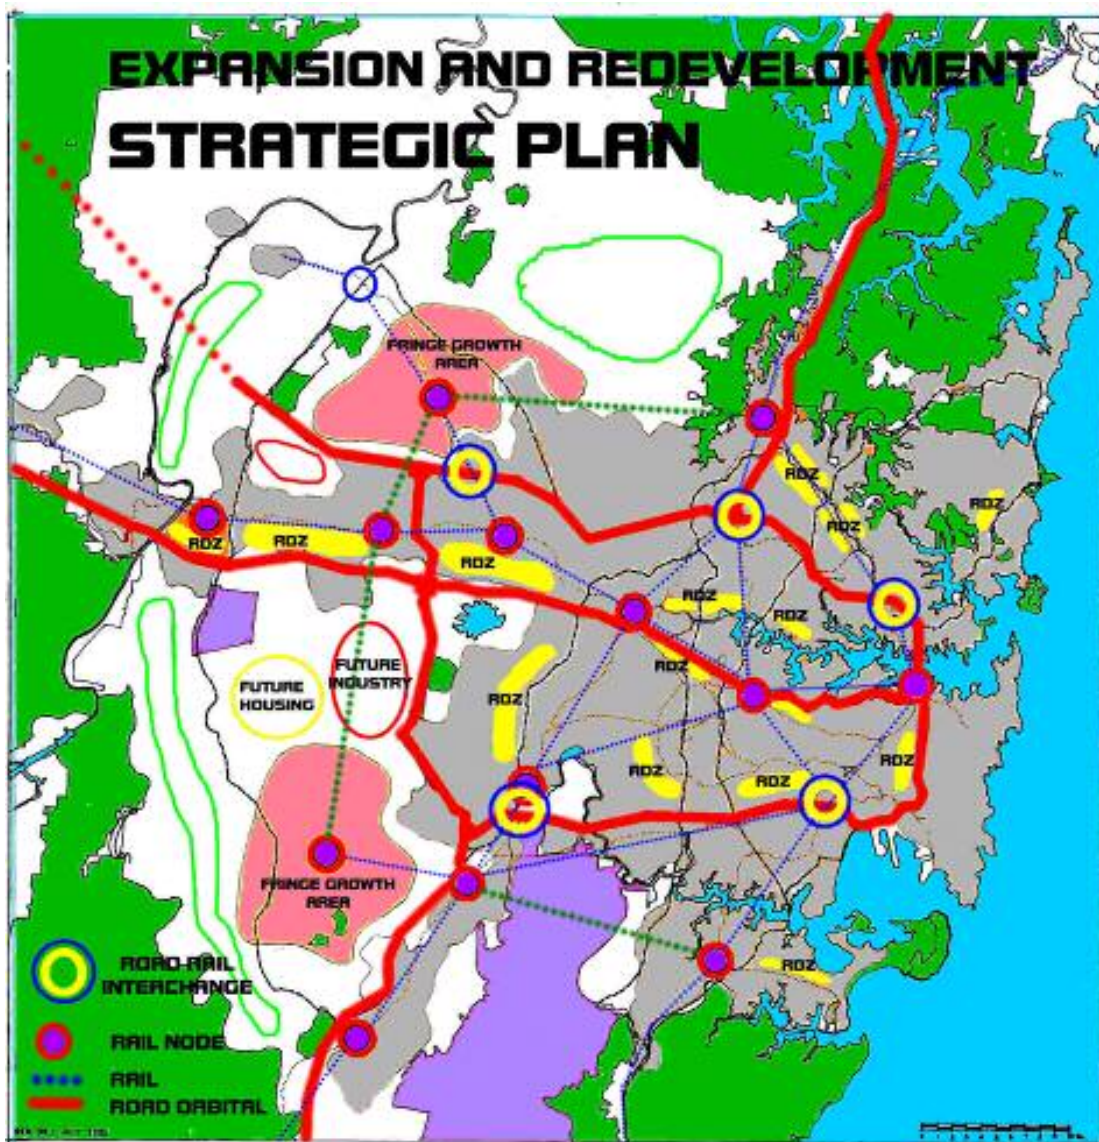 EXPANSION AND REDEVELOPMENT
STRATEGIC PLAN
FRINGE GROWTH
AREA
RDZ
RDZ
RDZ
RDZ
RDZ
RDZ
RDZ
RDZ
RDZ
FUTURE
HOUSING
FUTURE
INDUSTRY
RDZ
RDZ
RDZ
RDZ
FRINGE GROWTH
AREA
RDZ
ROAD-RAIL
INTERCHANGE
RAIL NODE
RAIL
ROAD ORBITAL